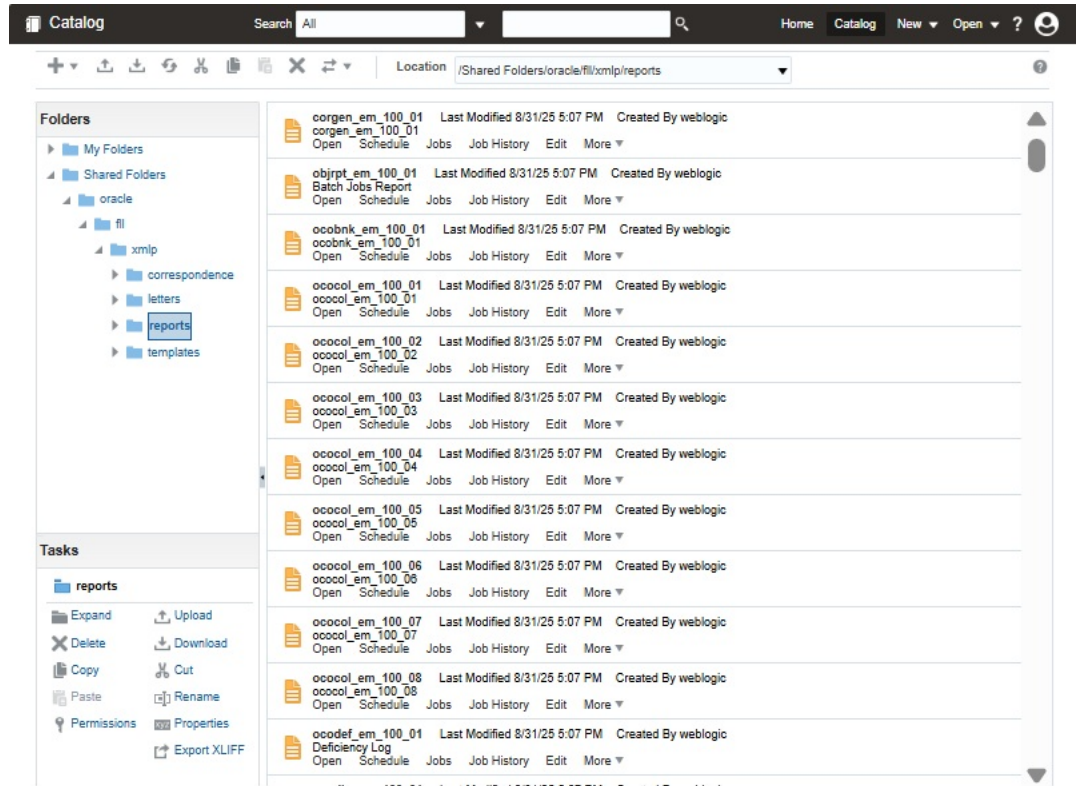 Catalog
Search All
Home Catalog New Open ?
Location /Shared Folders/oracle/fll/xmlp/reports
Folders
My Folders
Shared Folders
oracle
fll
xmlp
correspondence
letters
reports
templates
Tasks
reports
Expand Upload
Delete Download
Copy Cut
Paste Rename
Permissions Properties
Export XLIFF
corgen_em_100_01 Last Modified 8/31/25 5:07 PM Created By weblogic
corgen_em_100_01
Open Schedule Jobs Job History Edit More
objrpt_em_100_01 Last Modified 8/31/25 5:07 PM Created By weblogic
Batch Jobs Report
Open Schedule Jobs Job History Edit More
ocobnk_em_100_01 Last Modified 8/31/25 5:07 PM Created By weblogic
ocobnk_em_100_01
Open Schedule Jobs Job History Edit More
ococol_em_100_01 Last Modified 8/31/25 5:07 PM Created By weblogic
ococol_em_100_01
Open Schedule Jobs Job History Edit More
ococol_em_100_02 Last Modified 8/31/25 5:07 PM Created By weblogic
ococol_em_100_02
Open Schedule Jobs Job History Edit More
ococol_em_100_03 Last Modified 8/31/25 5:07 PM Created By weblogic
ococol_em_100_03
Open Schedule Jobs Job History Edit More
ococol_em_100_04 Last Modified 8/31/25 5:07 PM Created By weblogic
ococol_em_100_04
Open Schedule Jobs Job History Edit More
ococol_em_100_05 Last Modified 8/31/25 5:07 PM Created By weblogic
ococol_em_100_05
Open Schedule Jobs Job History Edit More
ococol_em_100_06 Last Modified 8/31/25 5:07 PM Created By weblogic
ococol_em_100_06
Open Schedule Jobs Job History Edit More
ococol_em_100_07 Last Modified 8/31/25 5:07 PM Created By weblogic
ococol_em_100_07
Open Schedule Jobs Job History Edit More
ococol_em_100_08 Last Modified 8/31/25 5:07 PM Created By weblogic
ococol_em_100_08
Open Schedule Jobs Job History Edit More
ocodef_em_100_01 Last Modified 8/31/25 5:07 PM Created By weblogic
Deficiency Log
Open Schedule Jobs Job History Edit More